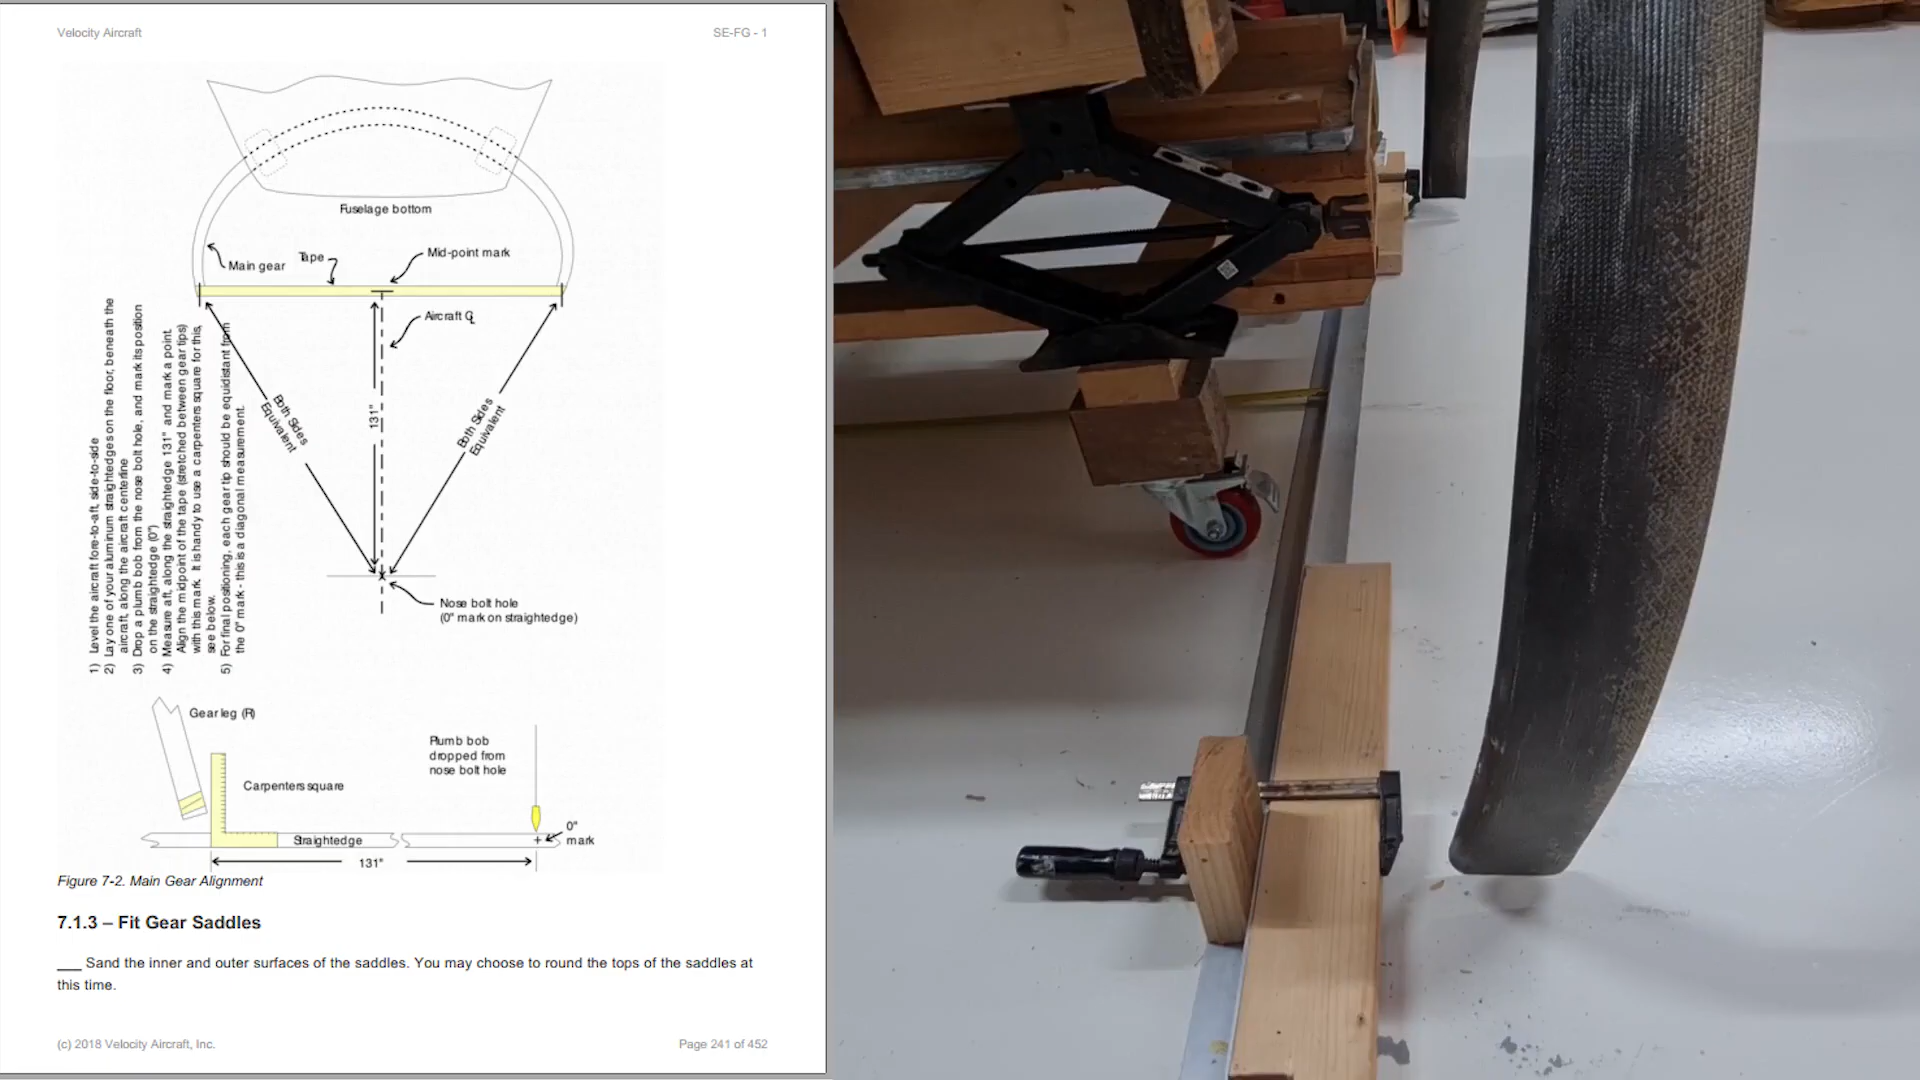 Velocity Aircraft
SE-FG - 1
Fuselage bottom
Main gear
Tape
Mid-point mark
Aircraft CL
131"
Both Sides
Equivalent
Both Sides
Equivalent
Nose bolt hole
(0" mark on straightedge)
1) Level the aircraft fore-to-aft, side-to-side
2) Lay one of your aluminum straightedges on the floor, beneath the
aircraft, along the aircraft centerline
3) Drop a plumb bob from the nose bolt hole, and mark its position
on the straightedge (0")
4) Measure aft, along the straightedge 131" and mark a point.
Align the midpoint of the tape (stretched between gear tips)
with this mark. It is handy to use a carpenters square for this,
see below.
5) For final positioning, each gear tip should be equidistant from
the 0" mark - this is a diagonal measurement.
Gear leg (R)
Carpenters square
Plumb bob
dropped from
nose bolt hole
Straightedge
0"
mark
131"
Figure 7-2. Main Gear Alignment
7.1.3 – Fit Gear Saddles
___ Sand the inner and outer surfaces of the saddles. You may choose to round the tops of the saddles at
this time.
(c) 2018 Velocity Aircraft, Inc.
Page 241 of 452